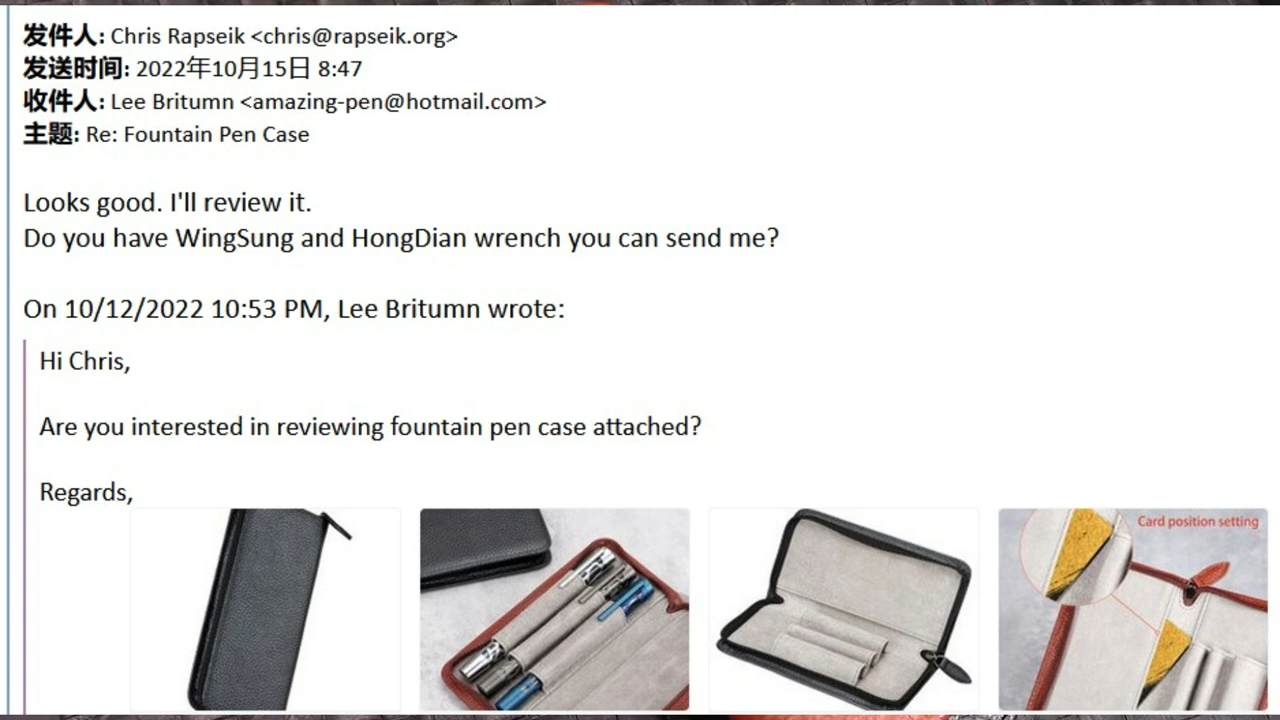 发件人: Chris Rapseik <chris@rapseik.org>
发送时间: 2022年10月15日 8:47
收件人: Lee Britumn <amazing-pen@hotmail.com>
主题: Re: Fountain Pen Case
Looks good. I'll review it.
Do you have WingSung and HongDian wrench you can send me?
On 10/12/2022 10:53 PM, Lee Britumn wrote:
Hi Chris,
Are you interested in reviewing fountain pen case attached?
Regards,
Card position setting